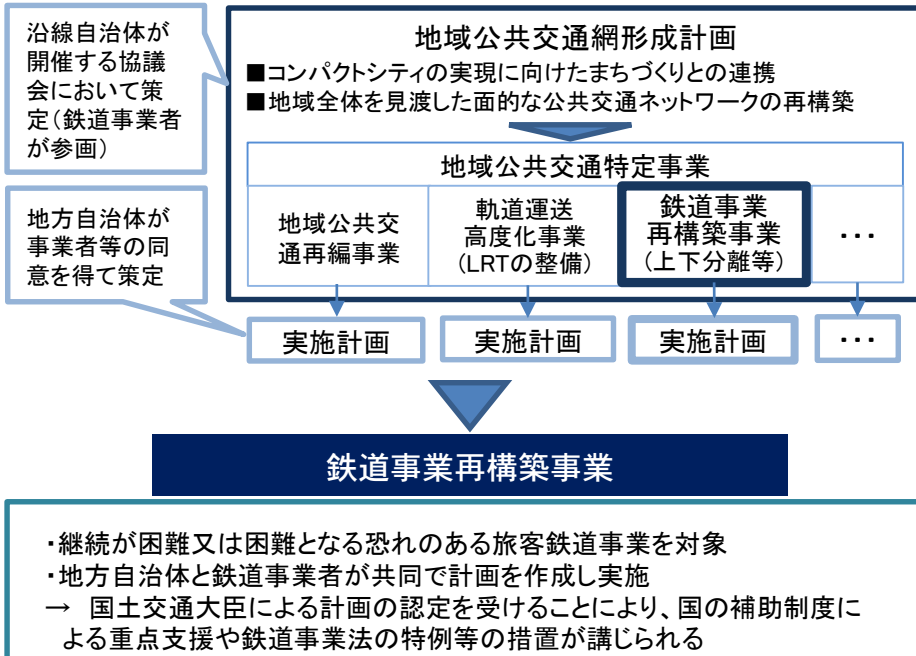 沿線自治体が
開催する協議
会において策
定(鉄道事業者
が参画)
地域公共交通網形成計画
■コンパクトシティの実現に向けたまちづくりとの連携
■地域全体を見渡した面的な公共交通ネットワークの再構築
地域公共交通特定事業
地域公共交
通再編事業
軌道運送
高度化事業
(LRTの整備)
鉄道事業
再構築事業
(上下分離等)
・・・
地方自治体が
事業者等の同
意を得て策定
実施計画
実施計画
実施計画
・・・
鉄道事業再構築事業
・継続が困難又は困難となる恐れのある旅客鉄道事業を対象
・地方自治体と鉄道事業者が共同で計画を作成し実施
→ 国土交通大臣による計画の認定を受けることにより、国の補助制度に
よる重点支援や鉄道事業法の特例等の措置が講じられる